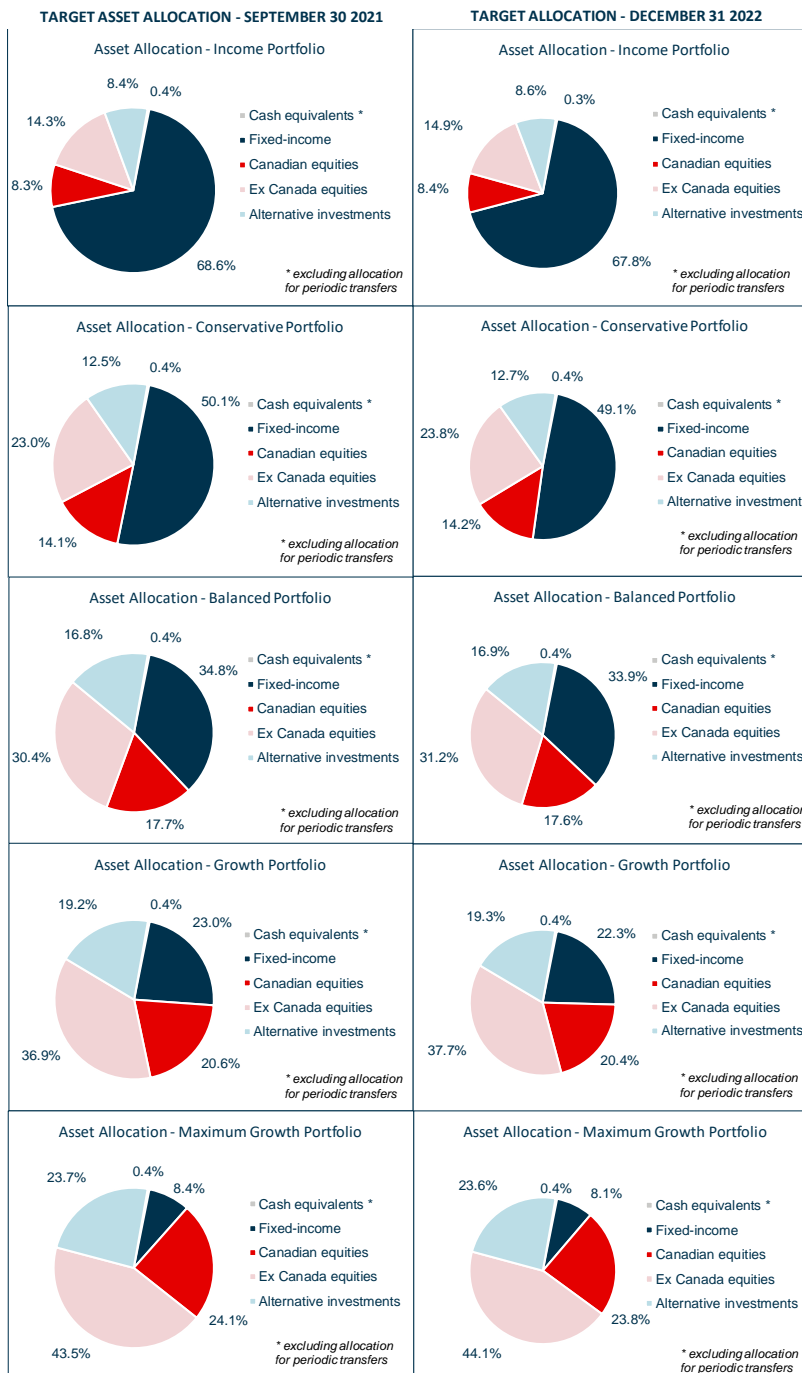 TARGET ASSET ALLOCATION - SEPTEMBER 30 2021
TARGET ALLOCATION - DECEMBER 31 2022
Asset Allocation - Income Portfolio
8.4%
0.4%
14.3%
8.3%
68.6%
Cash equivalents *
Fixed-income
Canadian equities
Ex Canada equities
Alternative investments
* excluding allocation
for periodic transfers
Asset Allocation - Income Portfolio
8.6%
0.3%
14.9%
8.4%
67.8%
Cash equivalents *
Fixed-income
Canadian equities
Ex Canada equities
Alternative investments
* excluding allocation
for periodic transfers
Asset Allocation - Conservative Portfolio
12.5%
0.4%
50.1%
23.0%
14.1%
Cash equivalents *
Fixed-income
Canadian equities
Ex Canada equities
Alternative investments
* excluding allocation
for periodic transfers
Asset Allocation - Conservative Portfolio
12.7%
0.4%
49.1%
23.8%
14.2%
Cash equivalents *
Fixed-income
Canadian equities
Ex Canada equities
Alternative investment
* excluding allocation
for periodic transfers
Asset Allocation - Balanced Portfolio
16.8%
0.4%
34.8%
30.4%
17.7%
Cash equivalents *
Fixed-income
Canadian equities
Ex Canada equities
Alternative investments
* excluding allocation
for periodic transfers
Asset Allocation - Balanced Portfolio
16.9%
0.4%
33.9%
31.2%
17.6%
Cash equivalents *
Fixed-income
Canadian equities
Ex Canada equities
Alternative investments
* excluding allocation
for periodic transfers
Asset Allocation - Growth Portfolio
19.2%
0.4%
23.0%
36.9%
20.6%
Cash equivalents *
Fixed-income
Canadian equities
Ex Canada equities
Alternative investments
* excluding allocation
for periodic transfers
Asset Allocation - Growth Portfolio
19.3%
0.4%
22.3%
37.7%
20.4%
Cash equivalents *
Fixed-income
Canadian equities
Ex Canada equities
Alternative investments
* excluding allocation
for periodic transfers
Asset Allocation - Maximum Growth Portfolio
23.7%
0.4%
8.4%
43.5%
24.1%
Cash equivalents *
Fixed-income
Canadian equities
Ex Canada equities
Alternative investments
* excluding allocation
for periodic transfers
Asset Allocation - Maximum Growth Portfolio
23.6%
0.4%
8.1%
44.1%
23.8%
Cash equivalents *
Fixed-income
Canadian equities
Ex Canada equities
Alternative investments
* excluding allocation
for periodic transfers